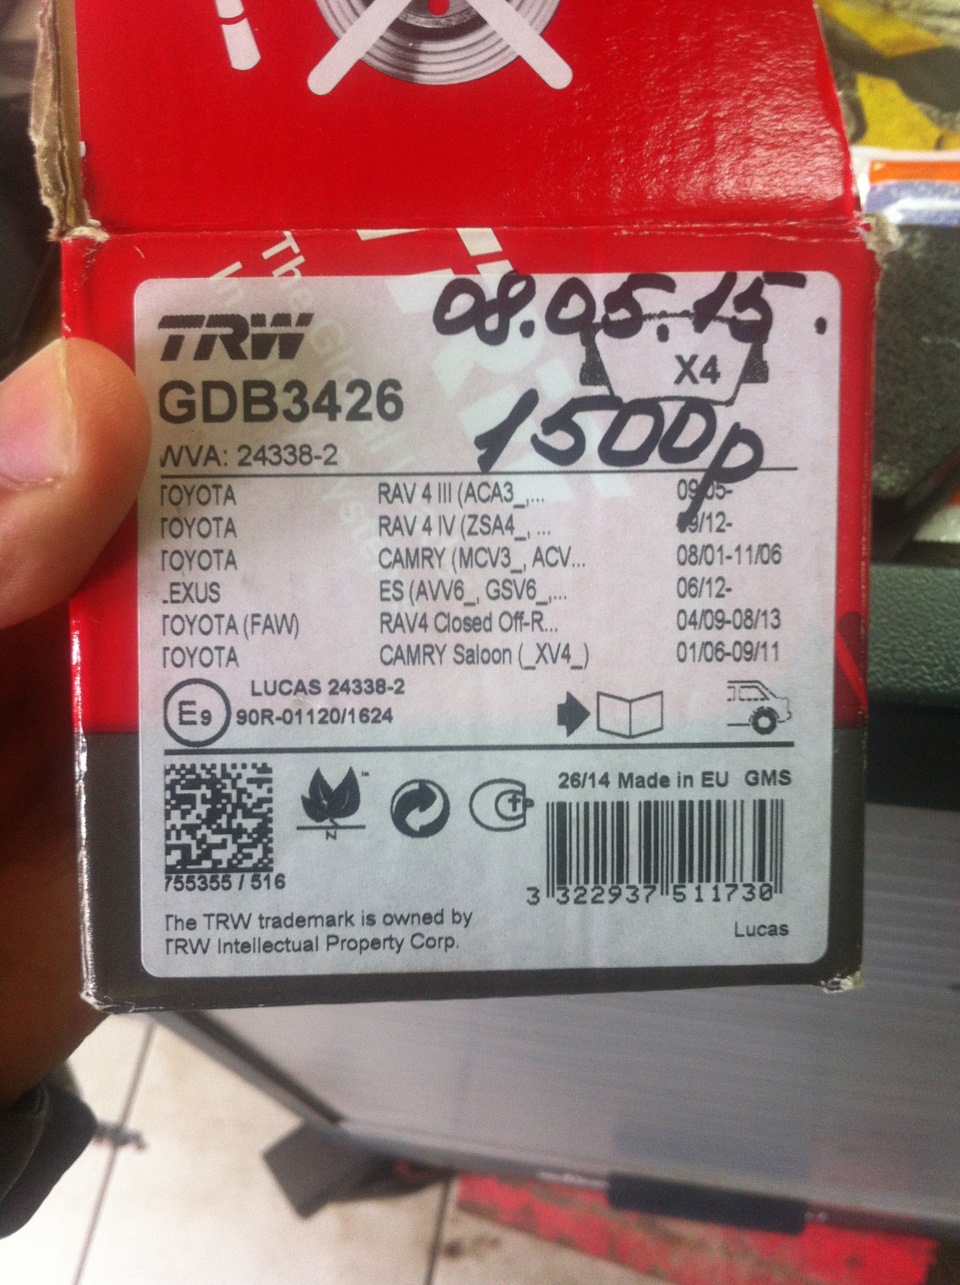 08.05.15.
TRW
X4
GDB3426
1500р
WVA: 24338-2
TOYOTA RAV 4 III (ACA3_,... 09/05-
TOYOTA RAV 4 IV (ZSA4_, ... 09/12-
TOYOTA CAMRY (MCV3_, ACV... 08/01-11/06
LEXUS ES (AVV6_, GSV6_,... 06/12-
TOYOTA (FAW) RAV4 Closed Off-R... 04/09-08/13
TOYOTA CAMRY Saloon (_XV4_) 01/06-09/11
LUCAS 24338-2
E9 90R-01120/1624
26/14 Made in EU GMS
TM
N
755355 / 516
3 322937 511730
The TRW trademark is owned by
TRW Intellectual Property Corp.
Lucas